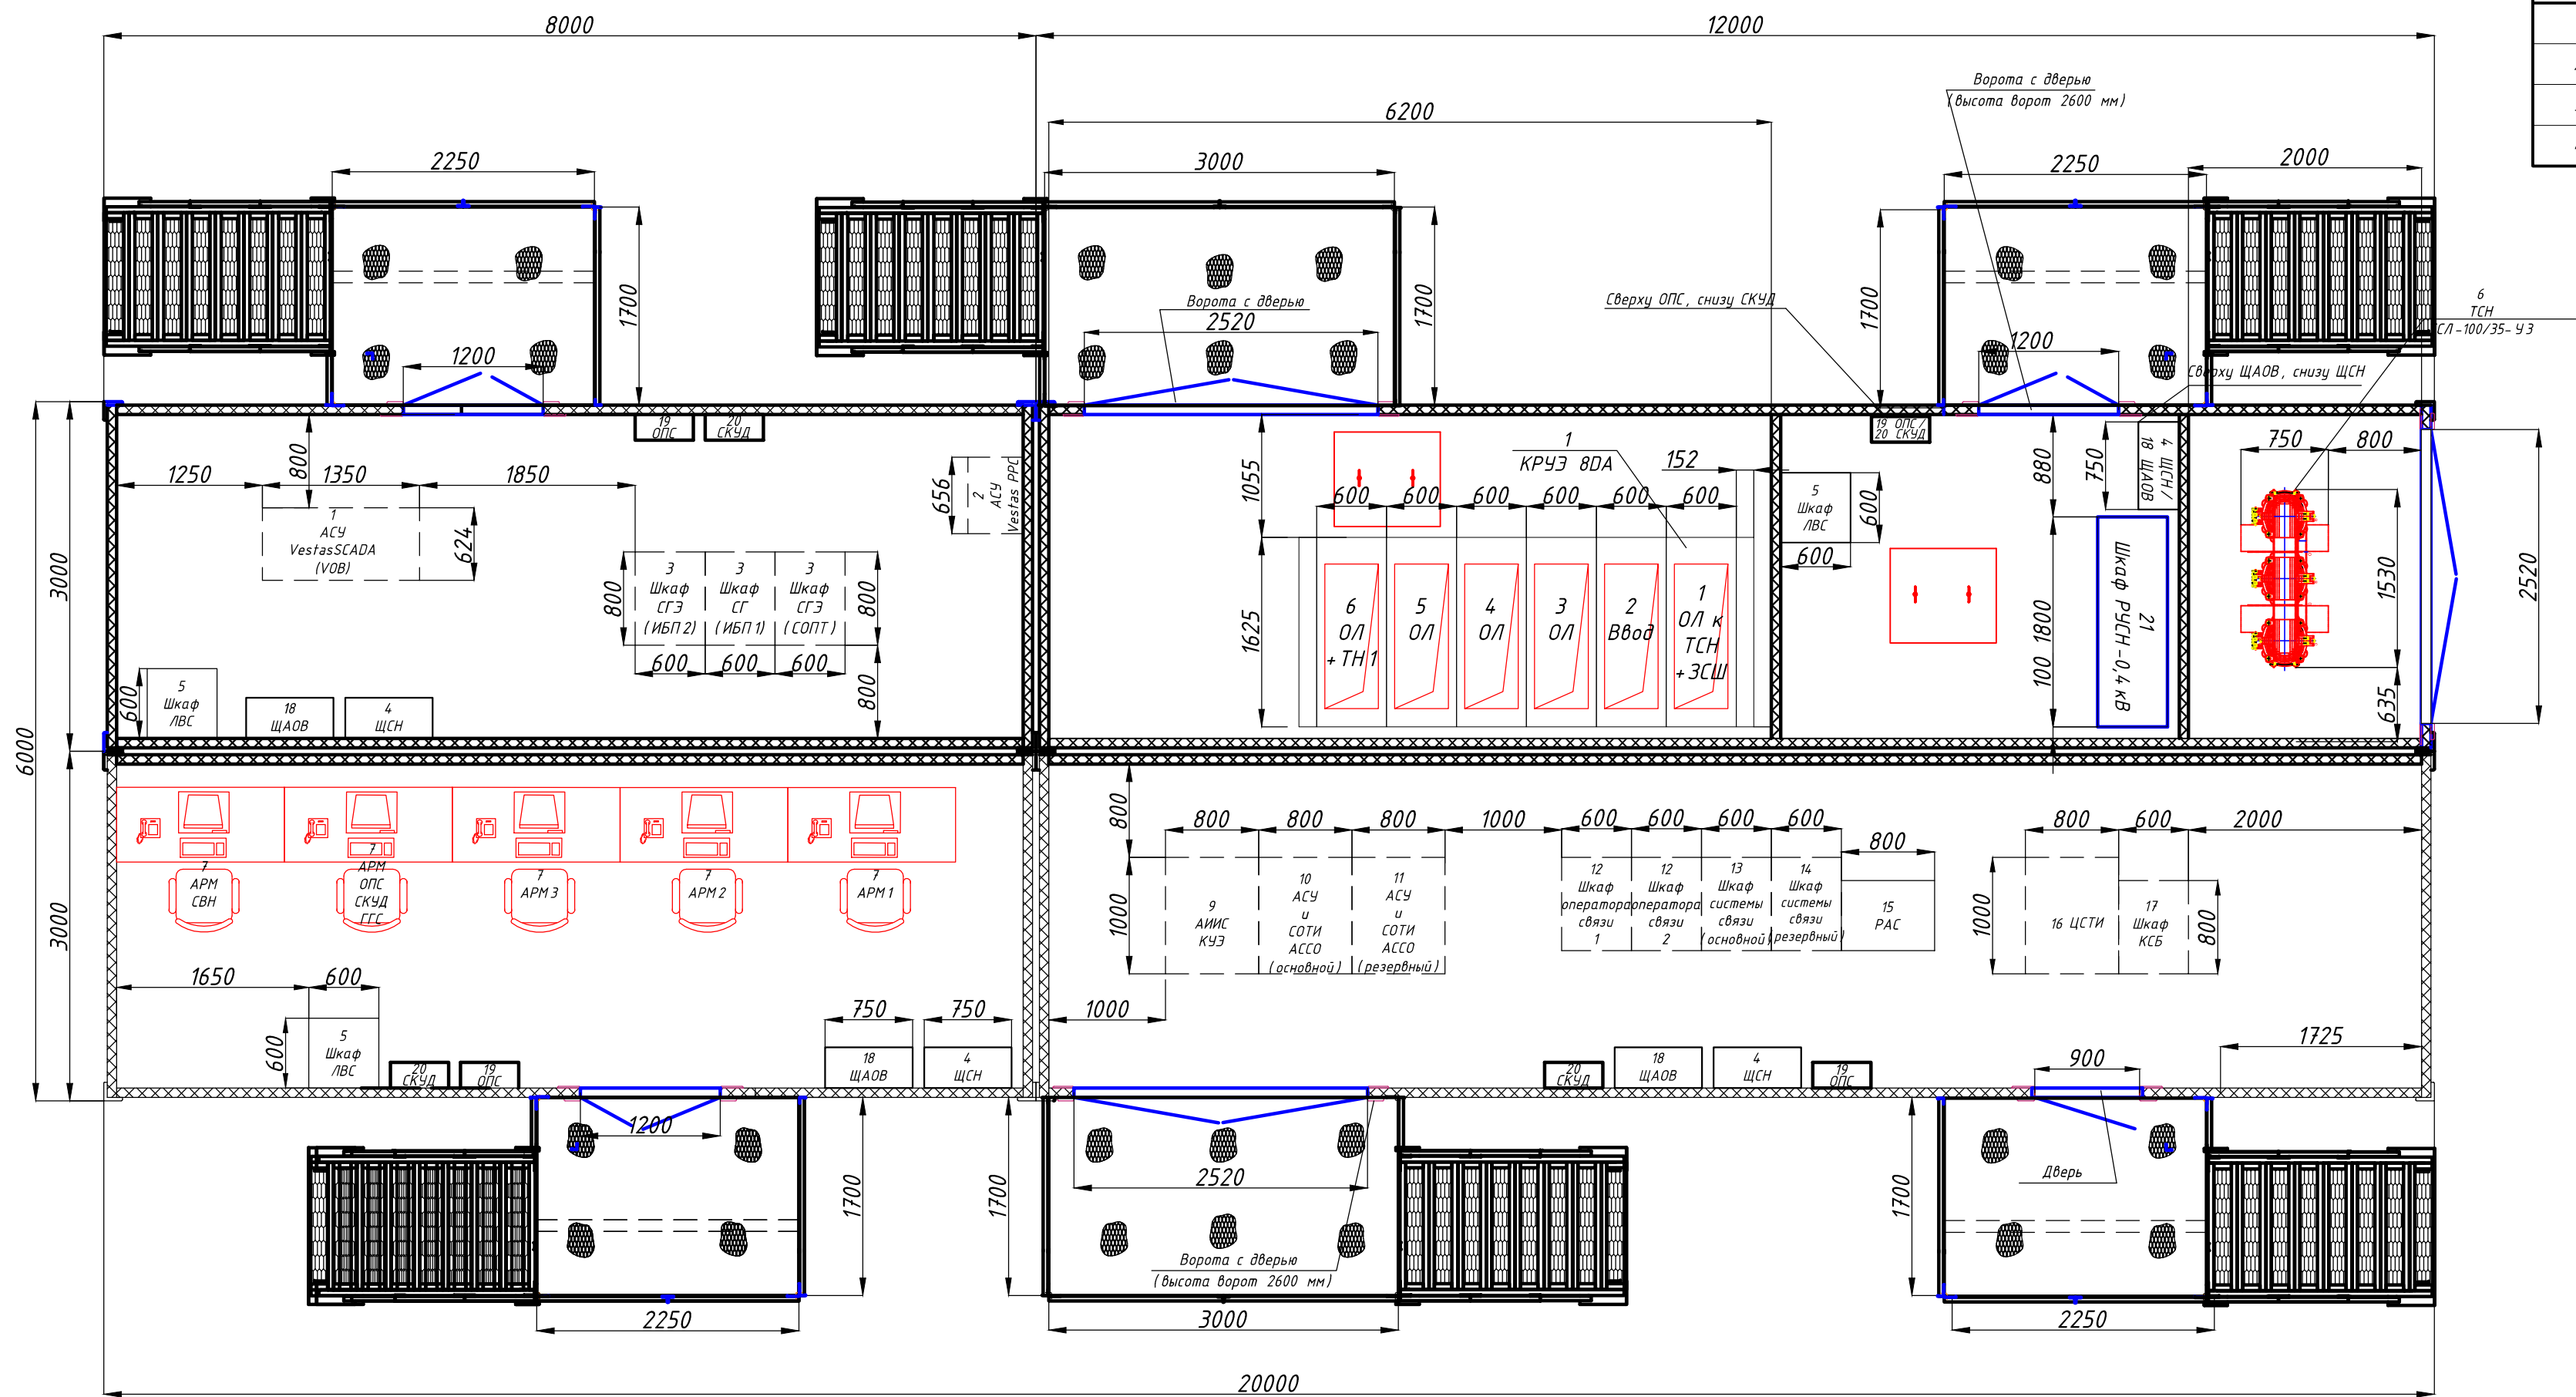 8000
12000
Ворота с дверью
(высота ворот 2600 мм)
6200
2250
3000
2250
2000
1700
Ворота с дверью
2520
1700
Сверху ОПС, снизу СКУД
1700
6
ТСН
СЛ-100/35-УЗ
1200
1200
Сверху ЩАОВ, снизу ЩСН
19
ОПС
20
СКУД
19 ОПС /
20 СКУД
4 ЩСН /
18 ЩАОВ
750
800
1250
1350
1850
800
656
2
АСУ
Vestas PPC
1055
1
КРУЭ 8DA
152
600
600
600
600
600
600
5
Шкаф
ЛВС
600
600
880
750
1
АСУ
VestasSCADA
(VOB)
624
3000
800
3
Шкаф
СГЭ
(ИБП 2)
3
Шкаф
СГ
(ИБП 1)
3
Шкаф
СГЭ
(СОПТ)
800
600
600
600
800
1625
6
ОЛ
+ ТН 1
5
ОЛ
4
ОЛ
3
ОЛ
2
Ввод
1
ОЛ к
ТСН
+ЗСШ
1800
100
21
Шкаф РУСН-0,4 кВ
1530
2520
635
600
5
Шкаф
ЛВС
18
ЩАОВ
4
ЩСН
6000
3000
7
АРМ
СВН
7
АРМ
ОПС
СКУД
ГГС
7
АРМ 3
7
АРМ 2
7
АРМ 1
800
800
800
800
1000
600
600
600
600
800
800
600
2000
1000
9
АИИС
КУЭ
10
АСУ
и
СОТИ
АССО
(основной)
11
АСУ
и
СОТИ
АССО
(резервный)
12
Шкаф
оператора
связи
1
12
Шкаф
оператора
связи
2
13
Шкаф
системы
связи
(основной)
14
Шкаф
системы
связи
(резервный)
15
РАС
1000
16 ЦСТИ
17
Шкаф
КСБ
800
1650
600
600
5
Шкаф
ЛВС
20
СКУД
19
ОПС
750
750
18
ЩАОВ
4
ЩСН
1000
20
СКУД
18
ЩАОВ
4
ЩСН
19
ОПС
900
1725
1200
1700
1700
2520
Ворота с дверью
(высота ворот 2600 мм)
1700
Дверь
2250
3000
2250
20000